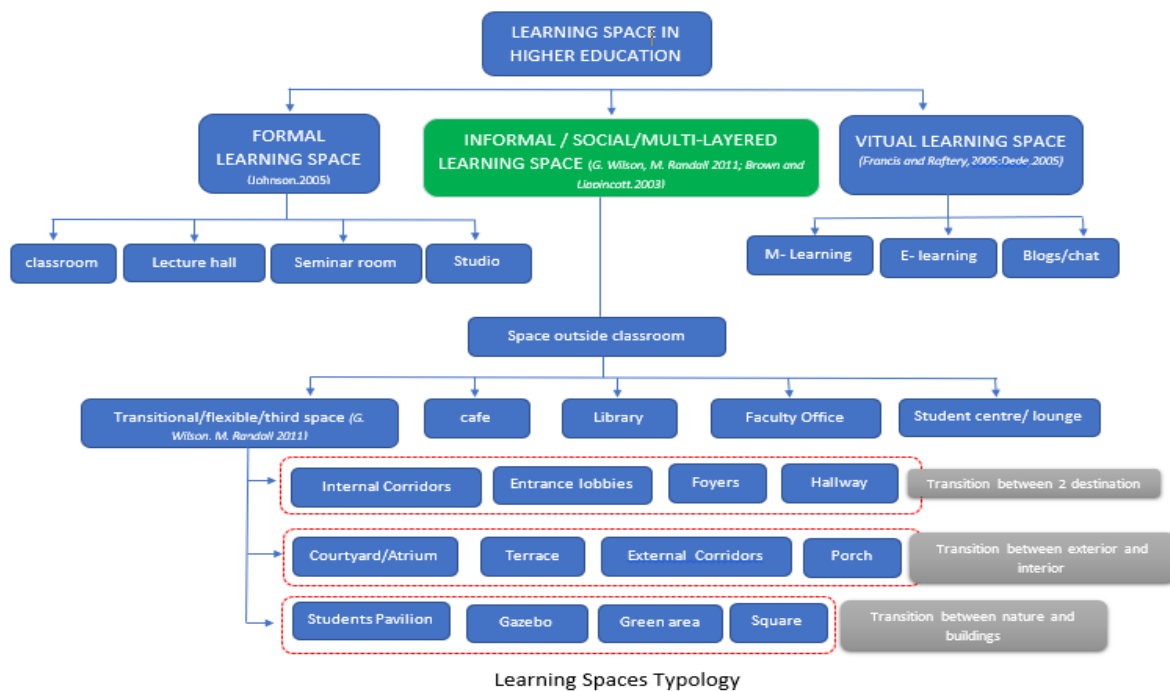 LEARNING SPACE IN
HIGHER EDUCATION
FORMAL
LEARNING SPACE
(Johnson.2005)
INFORMAL / SOCIAL/MULTI-LAYERED
LEARNING SPACE (G. Wilson, M. Randall 2011; Brown and
Lippincott.2003)
VITUAL LEARNING SPACE
(Francis and Raftery, 2005;Dede.2005)
classroom
Lecture hall
Seminar room
Studio
M- Learning
E- learning
Blogs/chat
Space outside classroom
Transitional/flexible/third space (G.
Wilson. M. Randall 2011)
cafe
Library
Faculty Office
Student centre/ lounge
Internal Corridors
Entrance lobbies
Foyers
Hallway
Transition between 2 destination
Courtyard/Atrium
Terrace
External Corridors
Porch
Transition between exterior and
interior
Students Pavilion
Gazebo
Green area
Square
Transition between nature and
buildings
Learning Spaces Typology